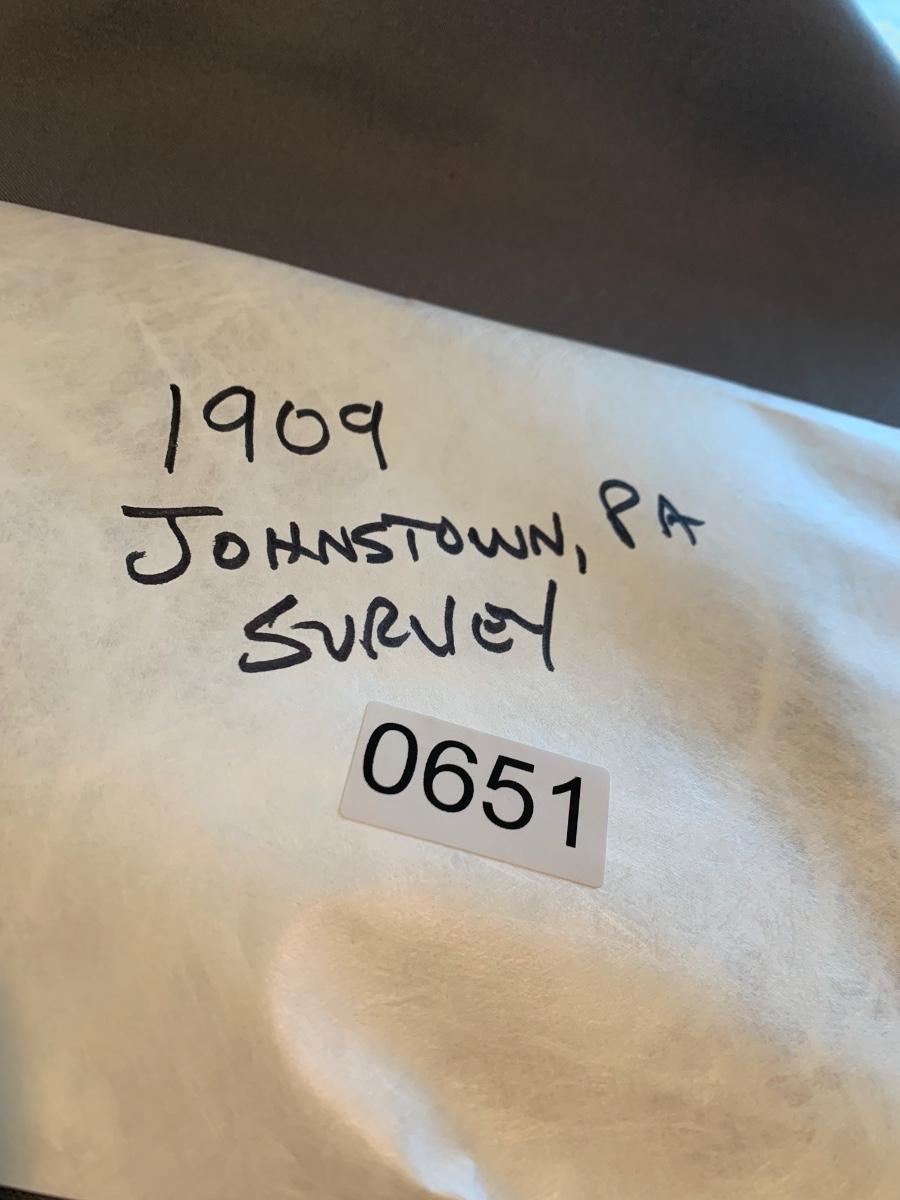 1909
JOHNSTOWN, PA
SURVEY
0651